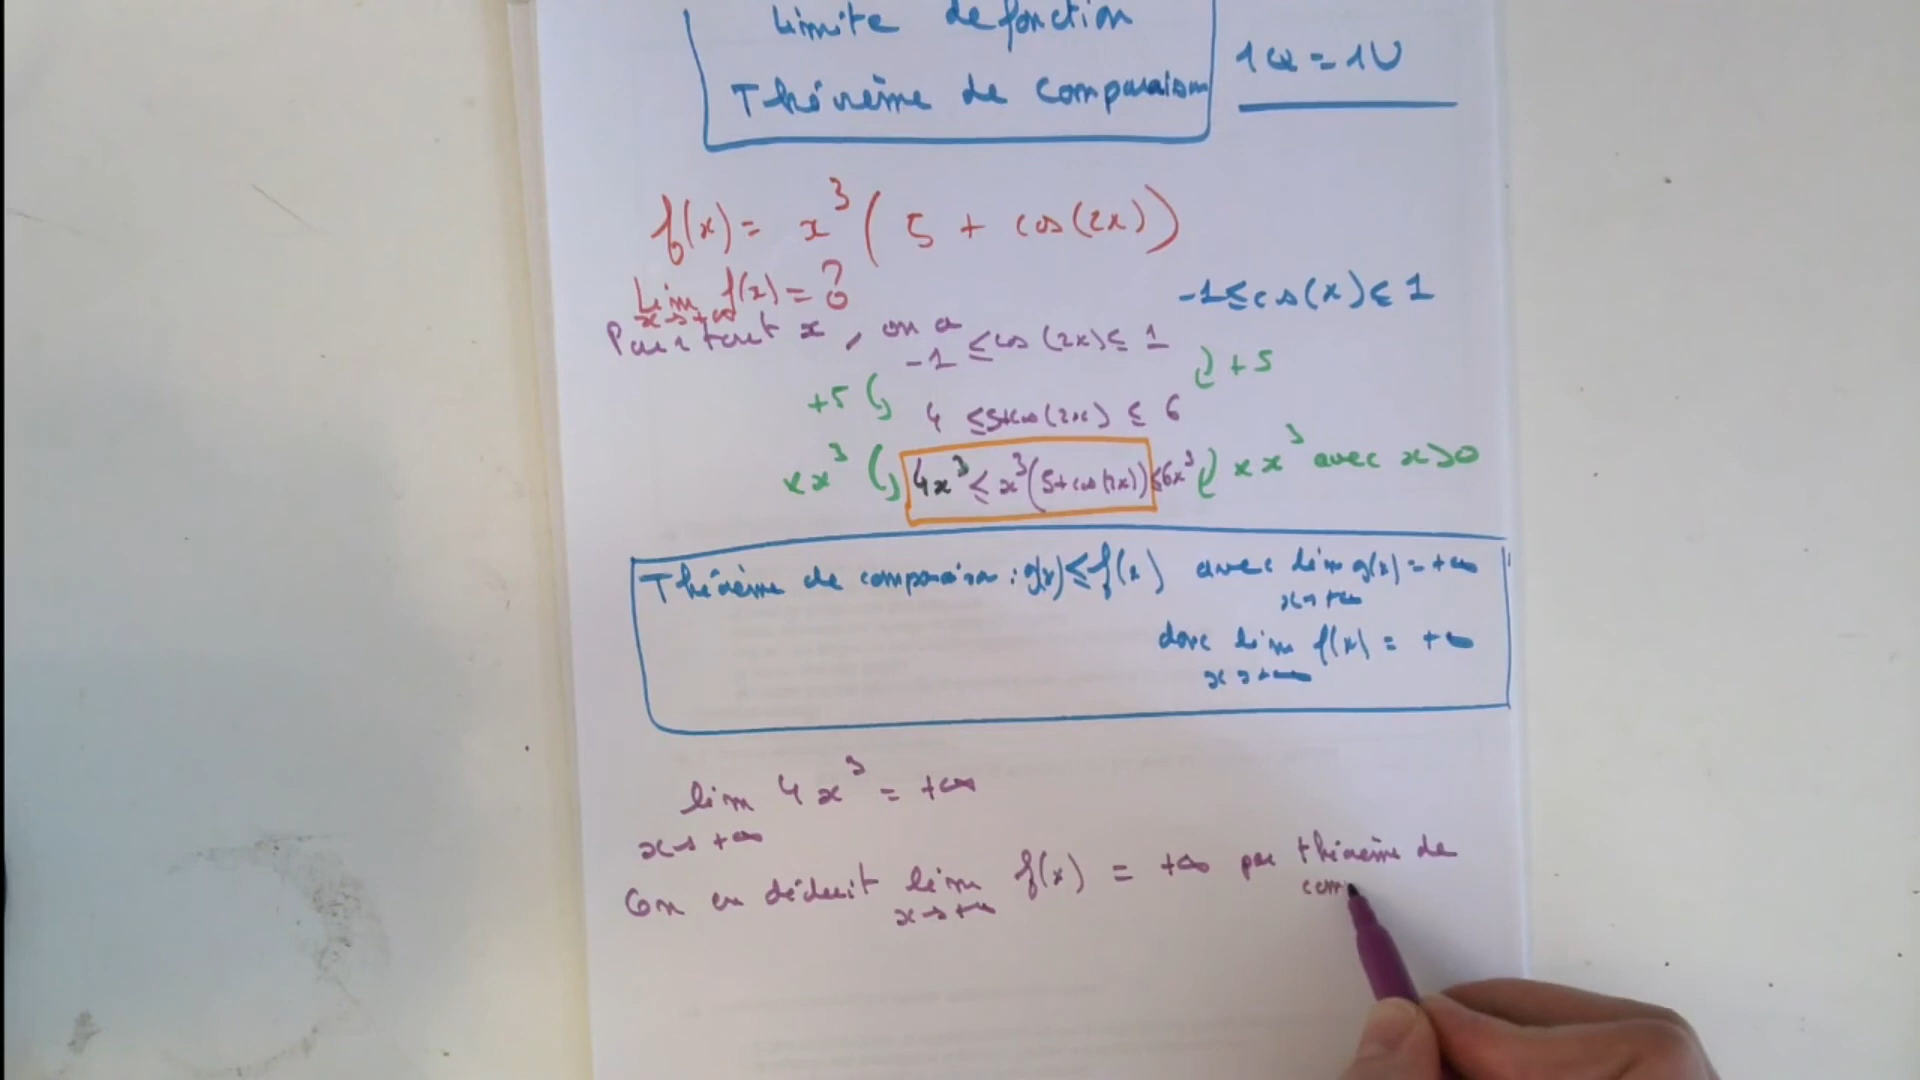 Limite de fonction
Théorème de comparaison
1Q = 1V
f(x) = x³ ( 5 + cos(2x))
Lim f(x) = ?
x→+∞
-1 ≤ cos(x) ≤ 1
Pour tout x, on a
-1 ≤ cos (2x) ≤ 1
+5 +5
4 ≤ 5+cos(2x) ≤ 6
× x³ 4x³ ≤ x³(5+cos(2x)) ≤ 6x³ × x³ avec x>0
Théorème de comparaison : g(x) ≤ f(x) avec lim g(x) = +∞
x→+∞
donc lim f(x) = +∞
x→+∞
lim 4x³ = +∞
x→+∞
On en déduit lim f(x) = +∞ par théorème de
x→+∞
com